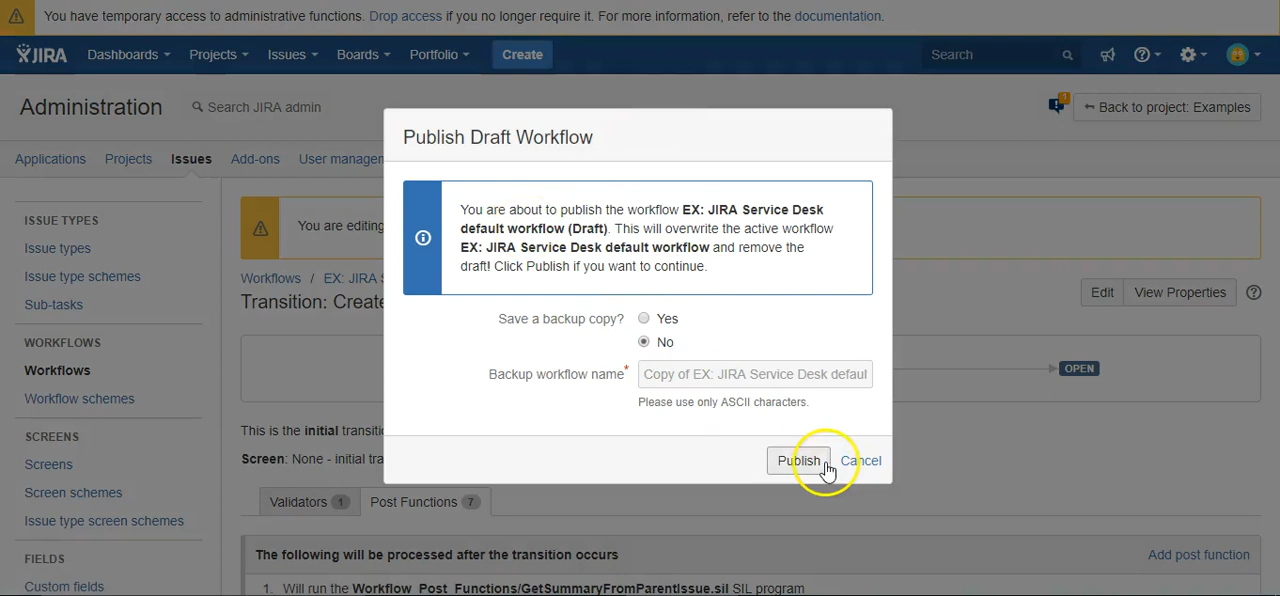 You have temporary access to administrative functions. Drop access if you no longer require it. For more information, refer to the documentation.
JIRA Dashboards Projects Issues Boards Portfolio Create Search
Administration Search JIRA admin 3 Back to project: Examples
Applications Projects Issues Add-ons User managem
Publish Draft Workflow
You are about to publish the workflow EX: JIRA Service Desk
default workflow (Draft). This will overwrite the active workflow
EX: JIRA Service Desk default workflow and remove the
draft! Click Publish if you want to continue.
Save a backup copy? Yes
No
Backup workflow name* Copy of EX: JIRA Service Desk defaul
Please use only ASCII characters.
Publish Cancel
ISSUE TYPES
Issue types
Issue type schemes
Sub-tasks
WORKFLOWS
Workflows
Workflow schemes
SCREENS
Screens
Screen schemes
Issue type screen schemes
FIELDS
Custom fields
You are editing
Workflows / EX: JIRA S
Transition: Create
Edit View Properties
OPEN
This is the initial transiti
Screen: None - initial tra
Validators 1 Post Functions 7
The following will be processed after the transition occurs Add post function
1. Will run the Workflow_Post_Functions/GetSummaryFromParentIssue.sil SIL program